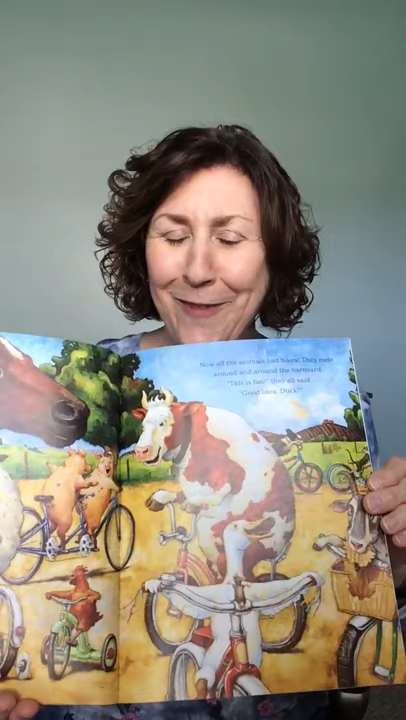 Now all the animals had bikes! They rode
around and around the barnyard.
"This is fun!" they all said.
"Good idea, Duck!"